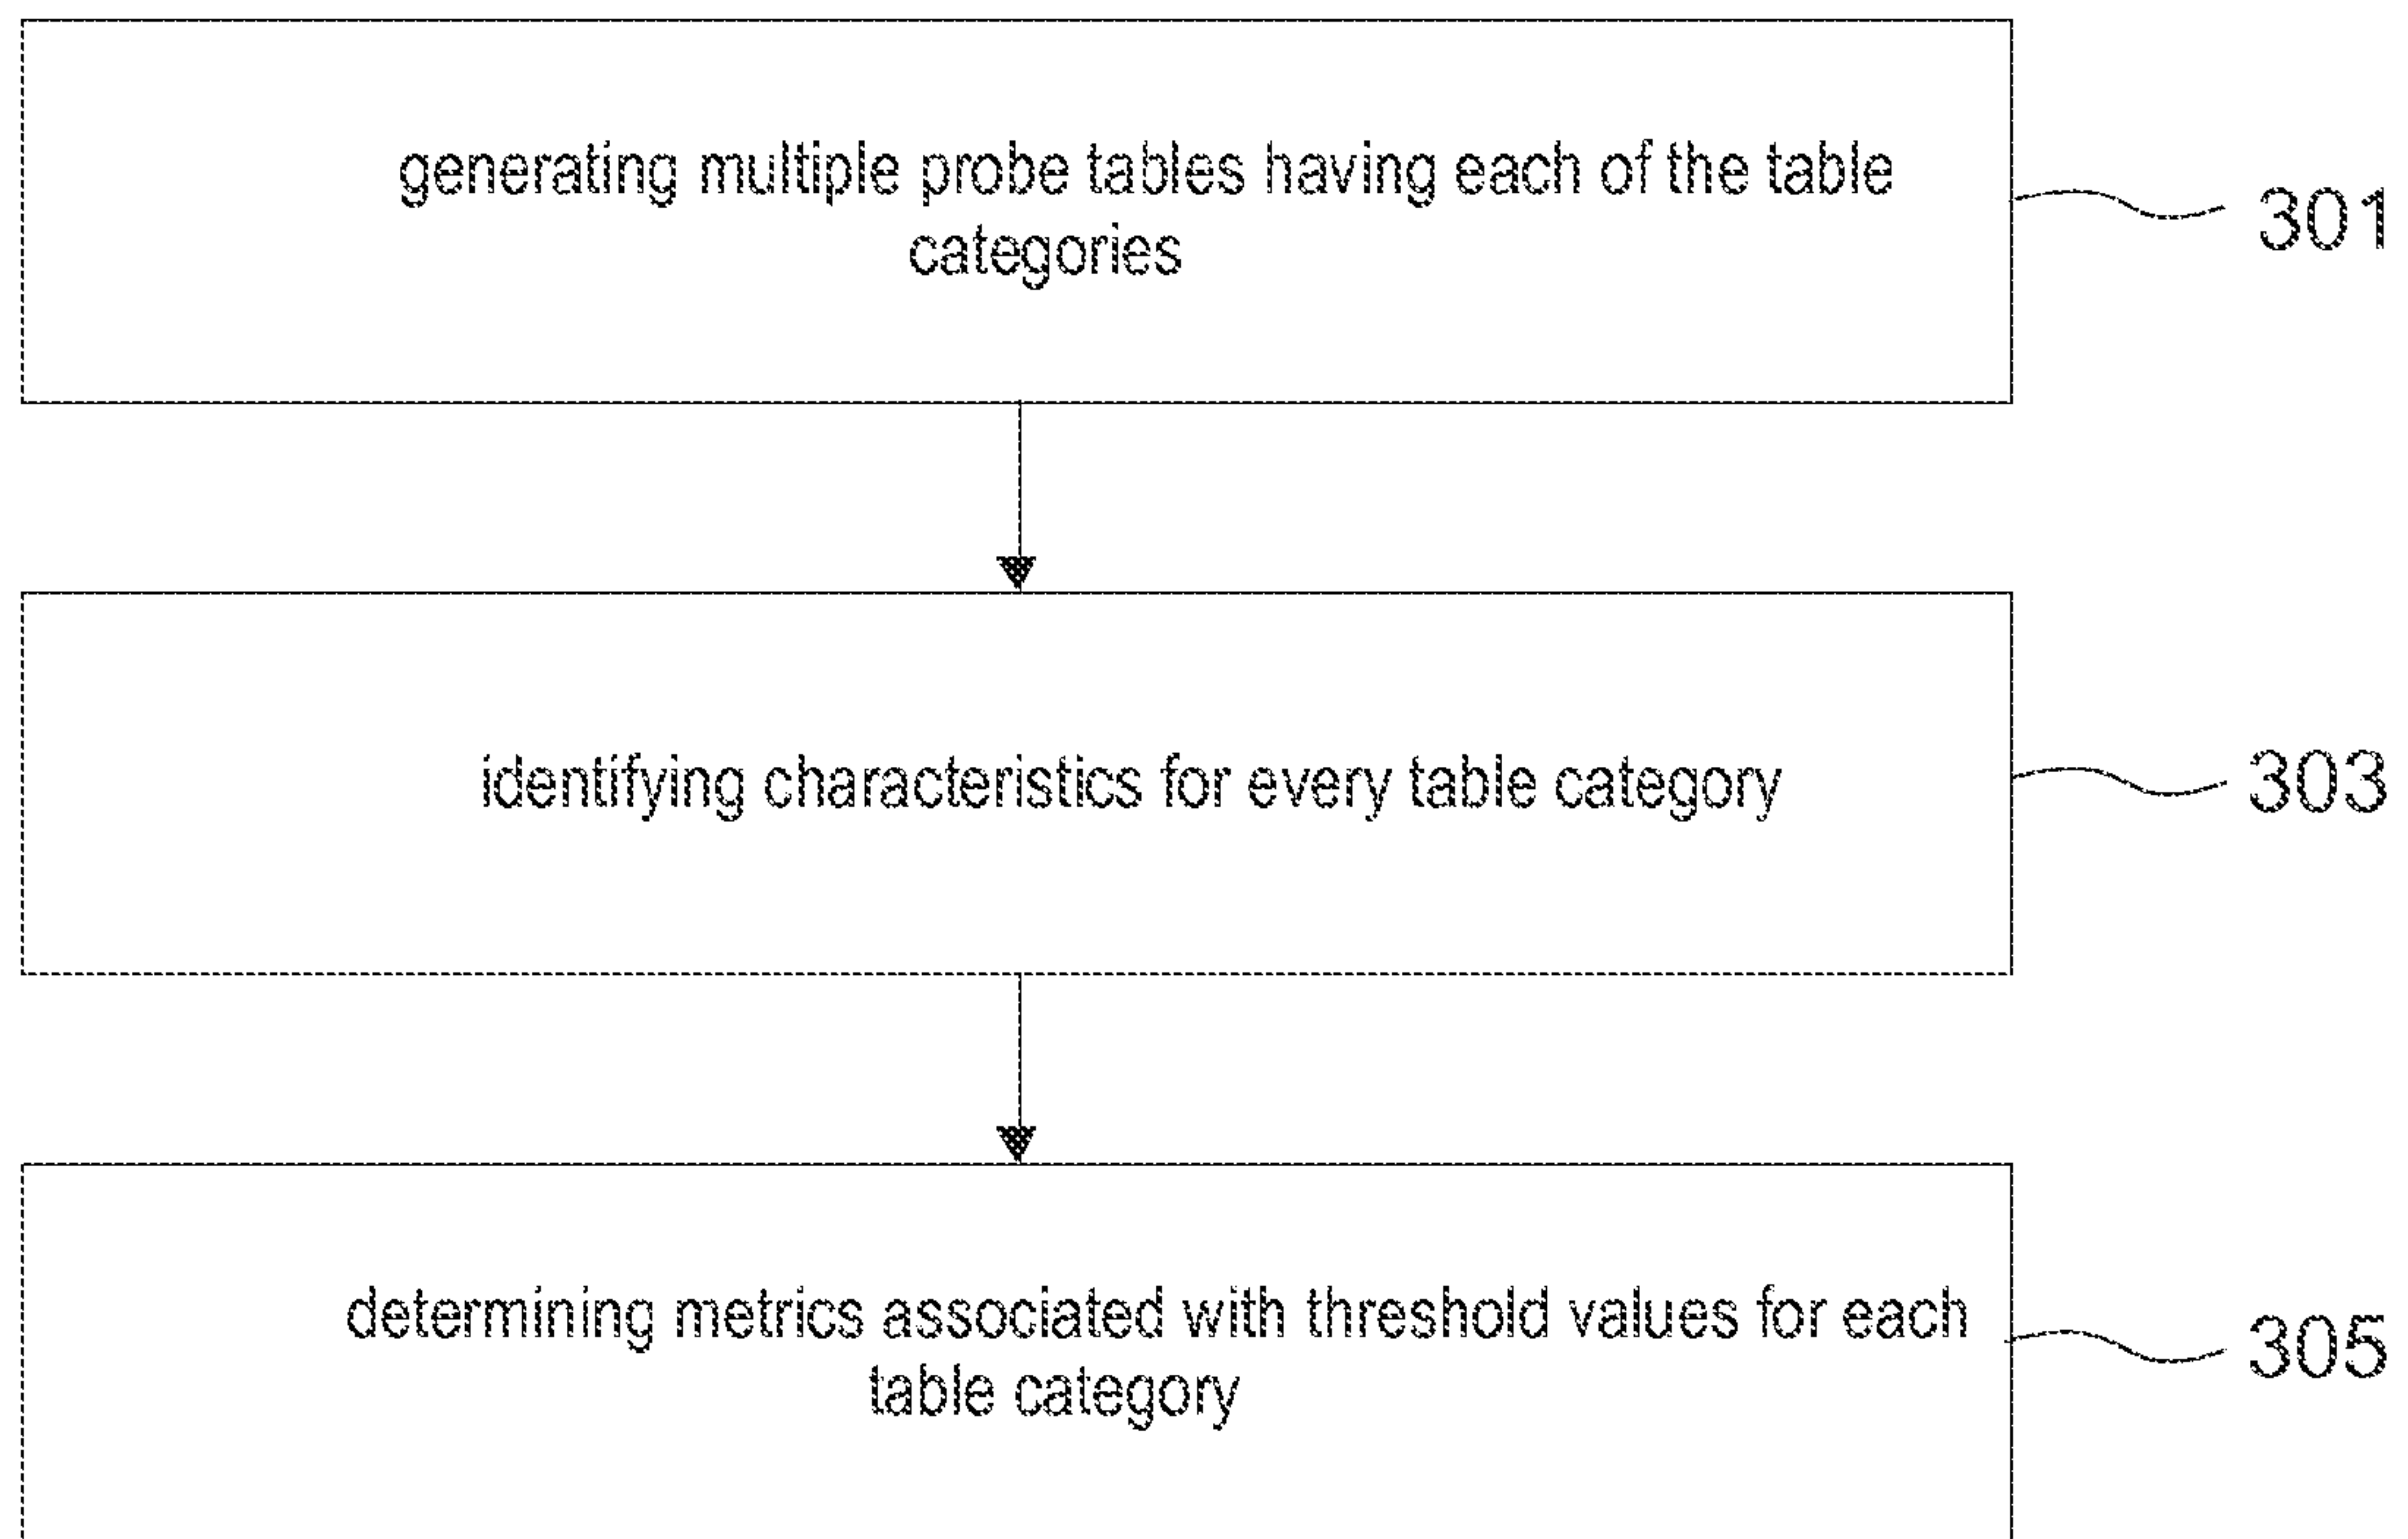 generating multiple probe tables having each of the table
categories
301
identifying characteristics for every table category
303
determining metrics associated with threshold values for each
table category
305